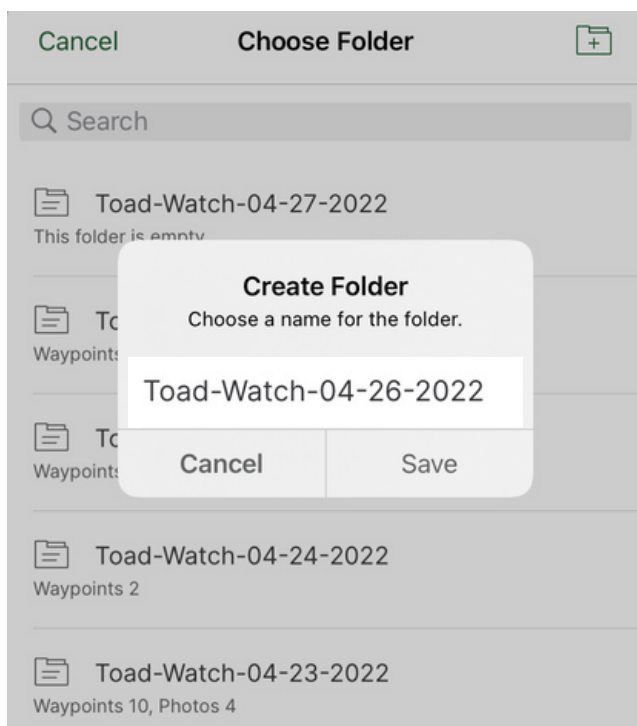 Cancel Choose Folder
Search
Toad-Watch-04-27-2022
This folder is empty
Create Folder
Choose a name for the folder.
Waypoints
Toad-Watch-04-26-2022
Waypoints
Cancel Save
Toad-Watch-04-24-2022
Waypoints 2
Toad-Watch-04-23-2022
Waypoints 10, Photos 4